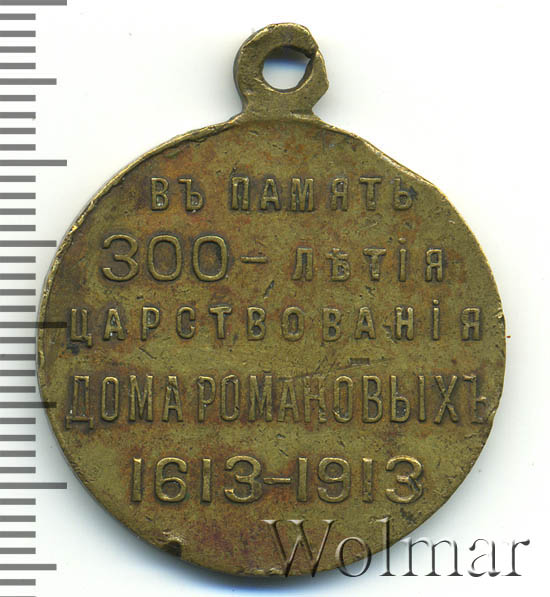 ВЪ ПАМЯТЬ
300-ЛѢТІЯ
ЦАРСТВОВАНІЯ
ДОМА РОМАНОВЫХЪ
1613-1913
Wolmar